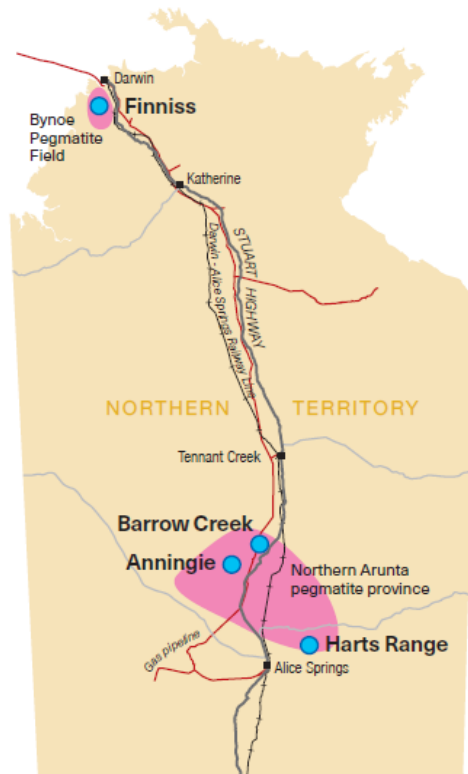 Darwin
Finniss
Bynoe
Pegmatite
Field
Katherine
STUART HIGHWAY
Darwin - Alice Springs Railway Line
NORTHERN TERRITORY
Tennant Creek
Barrow Creek
Anningie
Northern Arunta
pegmatite province
Harts Range
Gas pipeline
Alice Springs